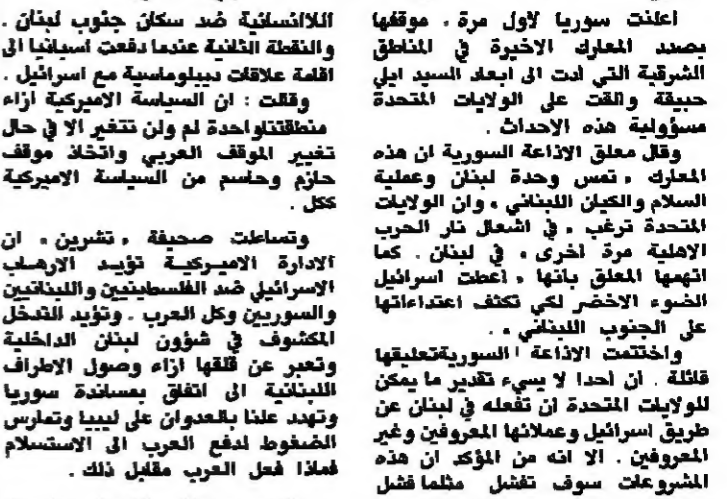 اعلنت سوريا لاول مرة ، موقفها
بصدد المعارك الاخيرة في المناطق
الشرقية التي ادت الى ابعاد السيد ايلي
حبيقة والقت على الولايات المتحدة
مسؤولية هذه الاحداث .
وقال معلق الاذاعة السورية ان هذه
المعارك ، تمس وحدة لبنان وعملية
السلام والكيان اللبناني ، وان الولايات
المتحدة ترغب ، في اشعال نار الحرب
الاهلية مرة اخرى ، في لبنان . كما
اتهمها المعلق بانها ، اعطت اسرائيل
الضوء الاخضر لكي تكثف اعتداءاتها
على الجنوب اللبناني ، .
واختتمت الاذاعة السوريةتعليقها
قائلة . ان احدا لا يسيء تقدير ما يمكن
للولايات المتحدة ان تفعله في لبنان عن
طريق اسرائيل وعملائها المعروفين وغير
المعروفين . الا انه من المؤكد ان هذه
المشروعات سوف تفشل مثلما فشل
اللاانسانية ضد سكان جنوب لبنان .
والنقطة الثانية عندما دفعت اسبانيا الى
اقامة علاقات ديبلوماسية مع اسرائيل .
وقالت : ان السياسة الاميركية ازاء
منطقتناواحدة لم ولن تتغير الا في حال
تغيير الموقف العربي واتخاذ موقف
حازم وحاسم من السياسة الاميركية
ككل .
وتساءلت صحيفة ، تشرين ، ان
الادارة الاميركية تؤيد الارهاب
الاسرائيلي ضد الفلسطينيين واللبنانيين
والسوريين وكل العرب . وتؤيد التدخل
المكشوف في شؤون لبنان الداخلية
وتعبر عن قلقها ازاء وصول الاطراف
اللبنانية الى اتفاق بمساندة سوريا
وتهدد علنا بالعدوان على ليبيا وتمارس
الضغوط لدفع العرب الى الاستسلام
فماذا فعل العرب مقابل ذلك .